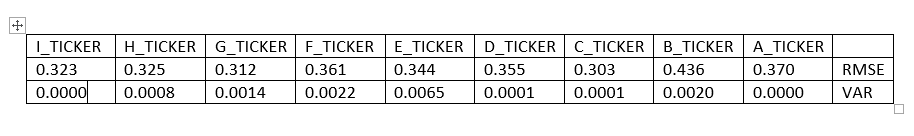 I_TICKER H_TICKER G_TICKER F_TICKER E_TICKER D_TICKER C_TICKER B_TICKER A_TICKER
0.323 0.325 0.312 0.361 0.344 0.355 0.303 0.436 0.370 RMSE
0.0000 0.0008 0.0014 0.0022 0.0065 0.0001 0.0001 0.0020 0.0000 VAR